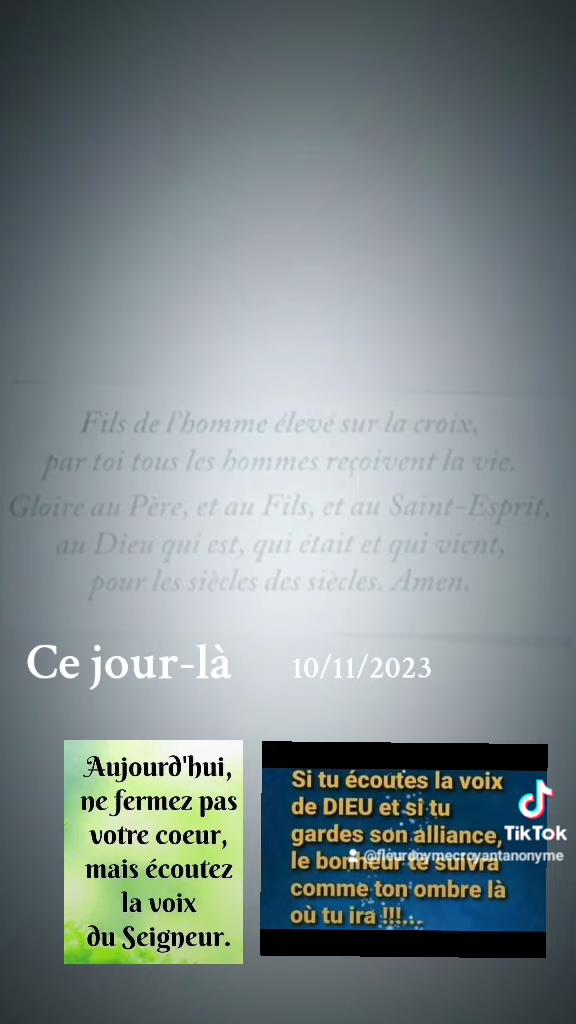 Fils de l'homme élevé sur la croix,
par toi tous les hommes reçoivent la vie.
Gloire au Père, et au Fils, et au Saint-Esprit,
au Dieu qui est, qui était et qui vient,
pour les siècles des siècles. Amen.
Ce jour-là
10/11/2023
Aujourd'hui,
ne fermez pas
votre coeur,
mais écoutez
la voix
du Seigneur.
Si tu écoutes la voix
de DIEU et si tu
gardes son alliance,
le bonheur te suivra
comme ton ombre là
où tu ira !!!...
TikTok
@fleuronymecroyantanonyme